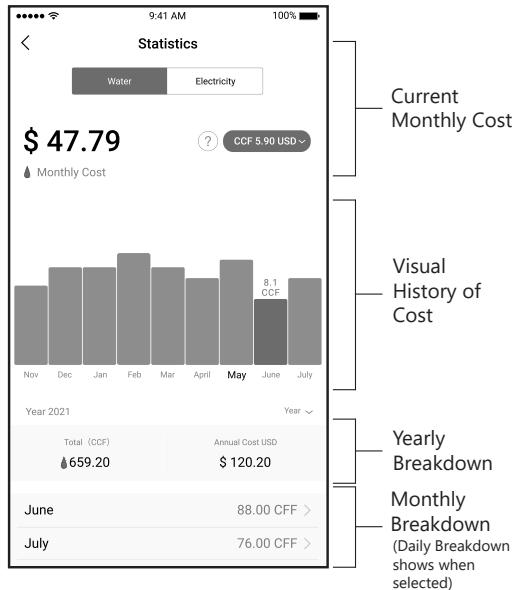 9:41 AM 100%
Statistics
Water Electricity
$ 47.79
? CCF 5.90 USD
Monthly Cost
8.1
CCF
Nov Dec Jan Feb Mar April May June July
Year 2021 Year
Total (CCF) Annual Cost USD
659.20 $ 120.20
June 88.00 CFF
July 76.00 CFF
Current
Monthly Cost
Visual
History of
Cost
Yearly
Breakdown
Monthly
Breakdown
(Daily Breakdown
shows when
selected)